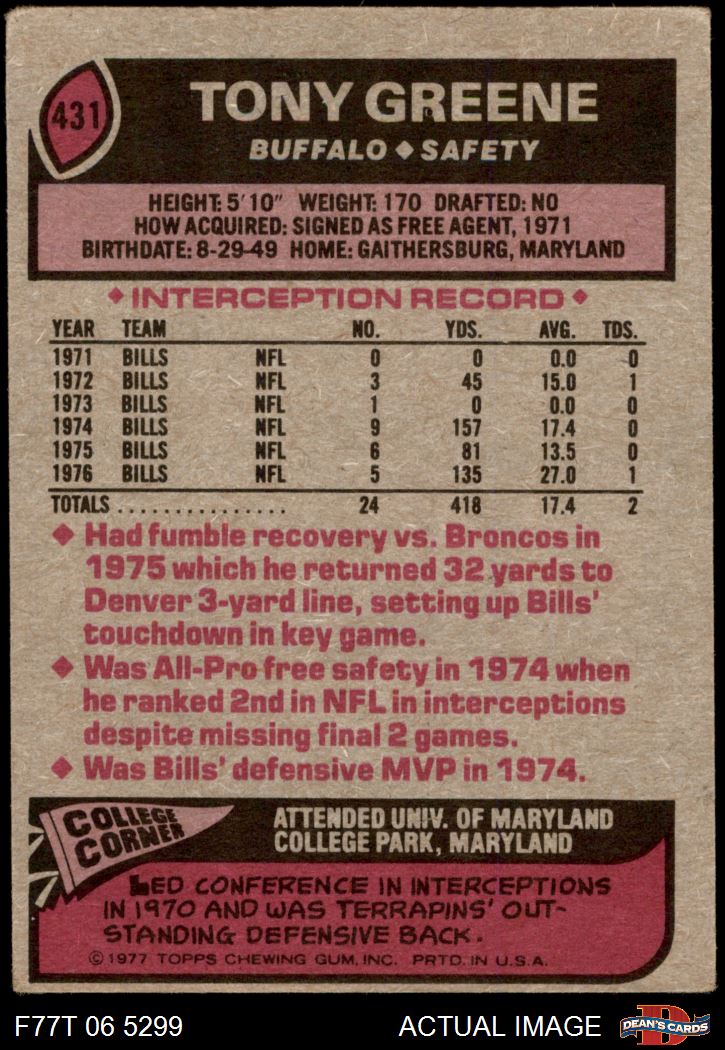 431
TONY GREENE
BUFFALO ◆ SAFETY
HEIGHT: 5'10" WEIGHT: 170 DRAFTED: NO
HOW ACQUIRED: SIGNED AS FREE AGENT, 1971
BIRTHDATE: 8-29-49 HOME: GAITHERSBURG, MARYLAND
◆ INTERCEPTION RECORD ◆
YEAR TEAM NO. YDS. AVG. TDS.
1971 BILLS NFL 0 0 0.0 0
1972 BILLS NFL 3 45 15.0 1
1973 BILLS NFL 1 0 0.0 0
1974 BILLS NFL 9 157 17.4 0
1975 BILLS NFL 6 81 13.5 0
1976 BILLS NFL 5 135 27.0 1
TOTALS ............... 24 418 17.4 2
◆ Had fumble recovery vs. Broncos in
1975 which he returned 32 yards to
Denver 3-yard line, setting up Bills'
touchdown in key game.
◆ Was All-Pro free safety in 1974 when
he ranked 2nd in NFL in interceptions
despite missing final 2 games.
◆ Was Bills' defensive MVP in 1974.
COLLEGE
CORNER
ATTENDED UNIV. OF MARYLAND
COLLEGE PARK, MARYLAND
LED CONFERENCE IN INTERCEPTIONS
IN 1970 AND WAS TERRAPINS' OUT-
STANDING DEFENSIVE BACK.
© 1977 TOPPS CHEWING GUM, INC. PRTD. IN U.S.A.
F77T 06 5299
ACTUAL IMAGE
D
DEAN'S CARDS